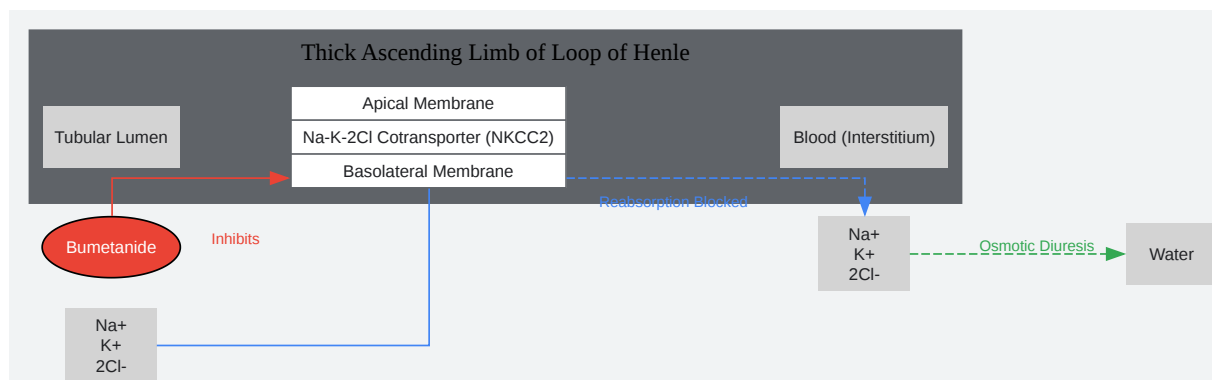 Thick Ascending Limb of Loop of Henle
Apical Membrane
Tubular Lumen
Na-K-2Cl Cotransporter (NKCC2)
Blood (Interstitium)
Basolateral Membrane
Reabsorption Blocked
Bumetanide
Inhibits
Na+
K+
2Cl-
Osmotic Diuresis
Water
Na+
K+
2Cl-